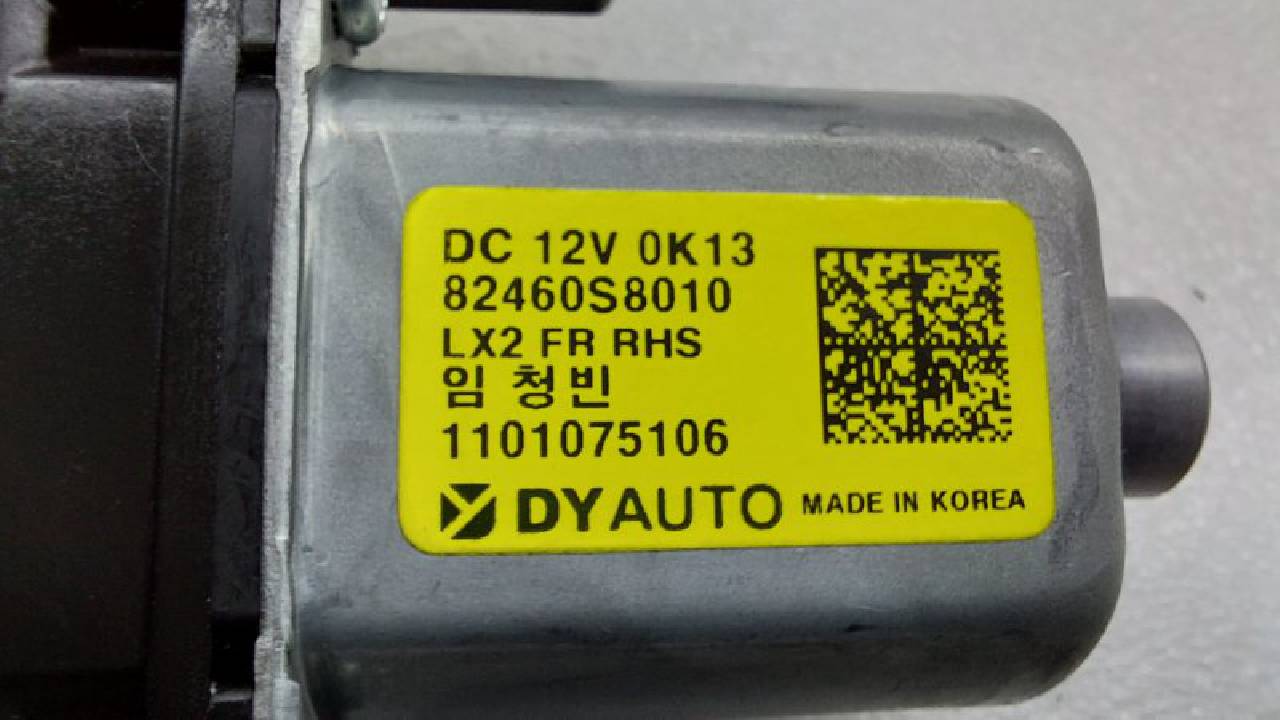 DC 12V 0K13
82460S8010
LX2 FR RHS
임 청빈
1101075106
DYAUTO MADE IN KOREA